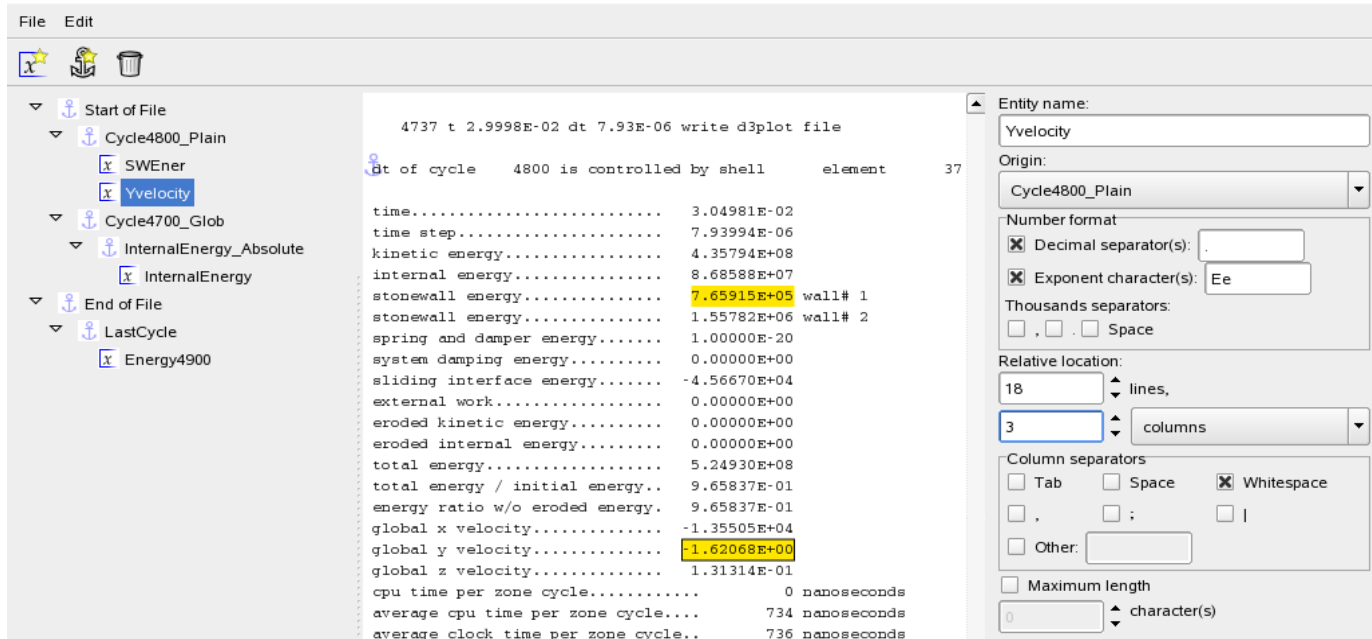 File Edit
Start of File
Cycle4800_Plain
x SWEner
x Yvelocity
Cycle4700_Glob
InternalEnergy_Absolute
x InternalEnergy
End of File
LastCycle
x Energy4900
4737 t 2.9998E-02 dt 7.93E-06 write d3plot file
dt of cycle 4800 is controlled by shell element 37
time.......................... 3.04981E-02
time step..................... 7.93994E-06
kinetic energy................ 4.35794E+08
internal energy............... 8.68588E+07
stonewall energy.............. 7.65915E+05 wall# 1
stonewall energy.............. 1.55782E+06 wall# 2
spring and damper energy...... 1.00000E-20
system damping energy......... 0.00000E+00
sliding interface energy...... -4.56670E+04
external work................. 0.00000E+00
eroded kinetic energy......... 0.00000E+00
eroded internal energy........ 0.00000E+00
total energy.................. 5.24930E+08
total energy / initial energy.. 9.65837E-01
energy ratio w/o eroded energy. 9.65837E-01
global x velocity.............. -1.35505E+04
global y velocity.............. -1.62068E+00
global z velocity.............. 1.31314E-01
cpu time per zone cycle............ 0 nanoseconds
average cpu time per zone cycle.... 734 nanoseconds
average clock time per zone cycle.. 736 nanoseconds
Entity name:
Yvelocity
Origin:
Cycle4800_Plain
Number format
Decimal separator(s): .
Exponent character(s): Ee
Thousands separators:
, . Space
Relative location:
18 lines,
3 columns
Column separators
Tab Space Whitespace
, ; |
Other:
Maximum length
0 character(s)